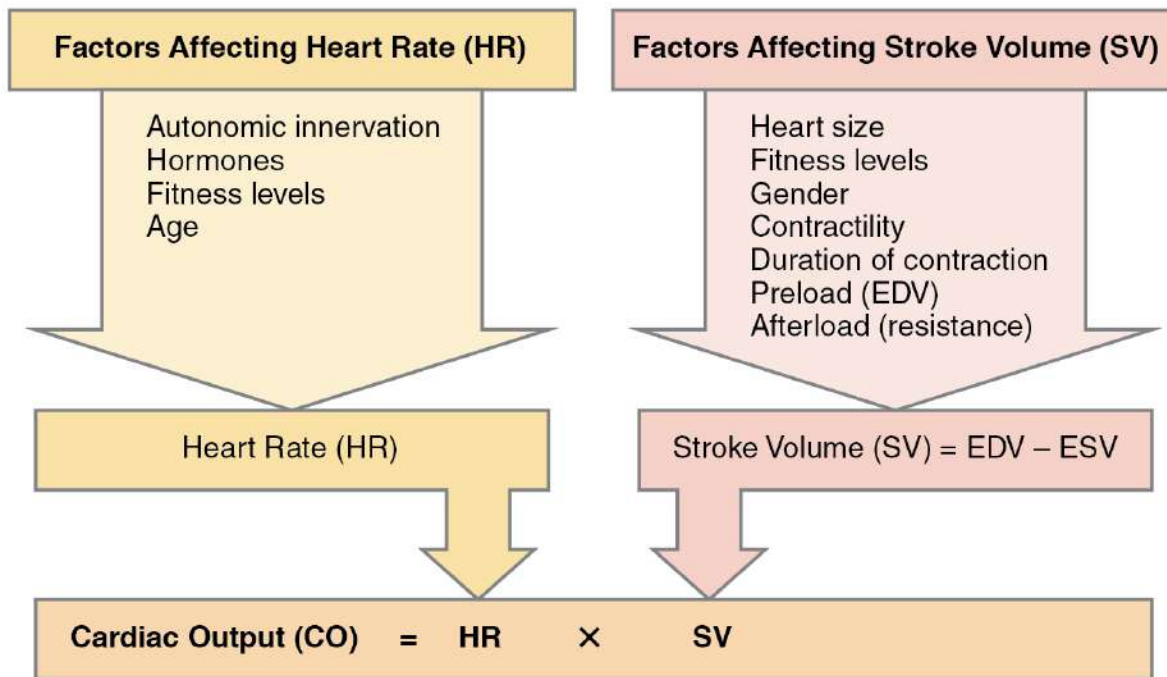 Factors Affecting Heart Rate (HR)
Autonomic innervation
Hormones
Fitness levels
Age
Heart Rate (HR)
Factors Affecting Stroke Volume (SV)
Heart size
Fitness levels
Gender
Contractility
Duration of contraction
Preload (EDV)
Afterload (resistance)
Stroke Volume (SV) = EDV – ESV
Cardiac Output (CO) = HR × SV